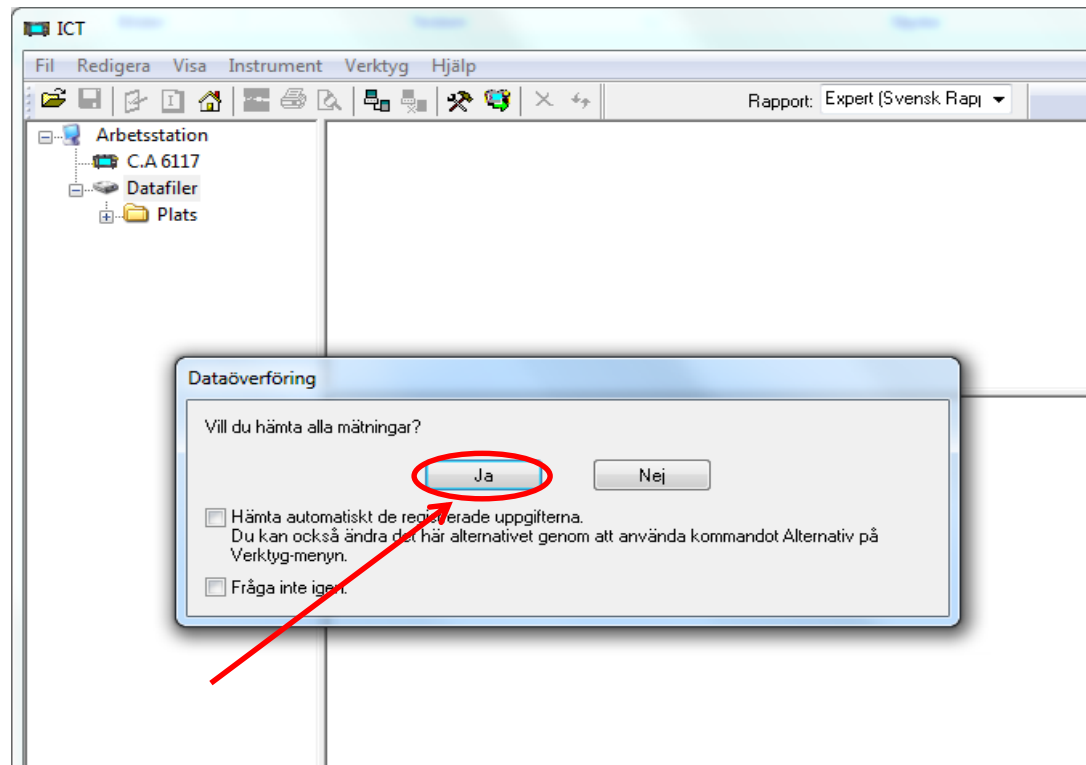 ICT
Fil Redigera Visa Instrument Verktyg Hjälp
Rapport: Expert (Svensk Rap
Arbetsstation
C.A 6117
Datafiler
Plats
Dataöverföring
Vill du hämta alla mätningar?
Ja Nej
Hämta automatiskt de registrerade uppgifterna.
Du kan också ändra det här alternativet genom att använda kommandot Alternativ på
Verktyg-menyn.
Fråga inte igen.